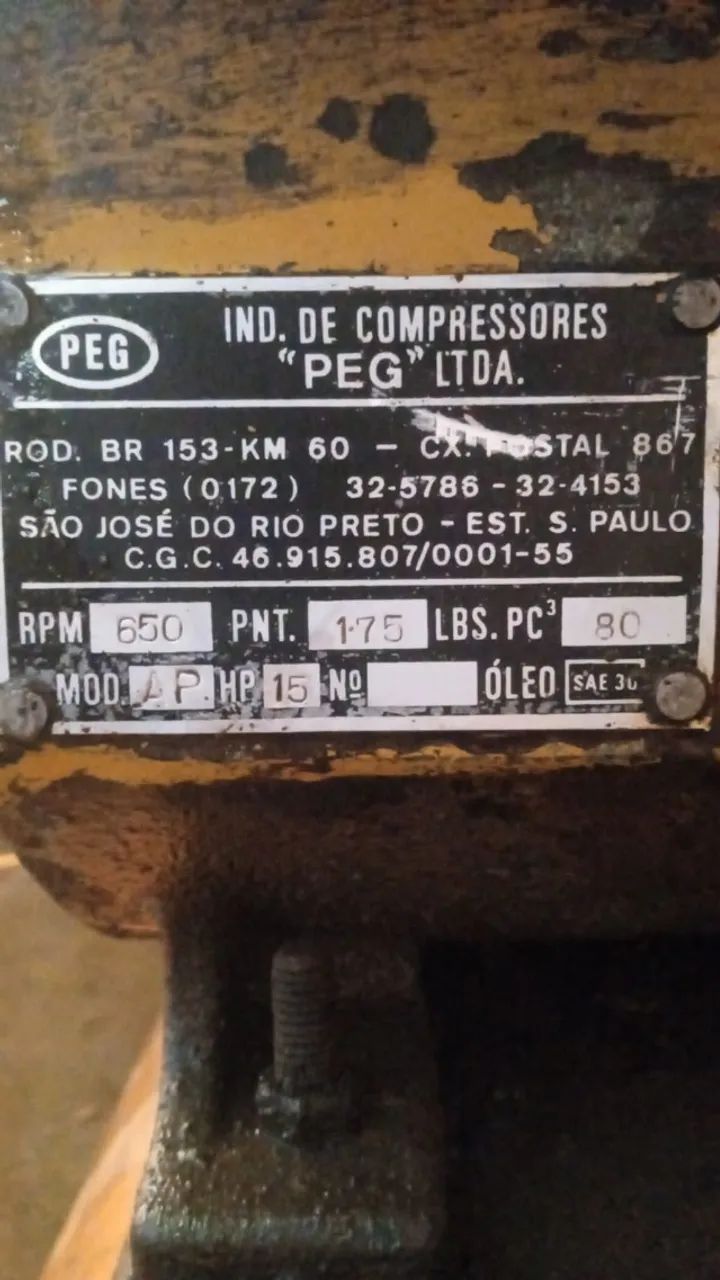 PEG
IND. DE COMPRESSORES
"PEG" LTDA.
ROD. BR 153-KM 60 - CX. POSTAL 867
FONES (0172) 32-5786 - 32-4153
SÃO JOSÉ DO RIO PRETO - EST. S. PAULO
C.G.C. 46.915.807/0001-55
RPM 650 PNT. 175 LBS. PC³ 80
MOD. AP. HP 15 Nº ÓLEO SAE 30